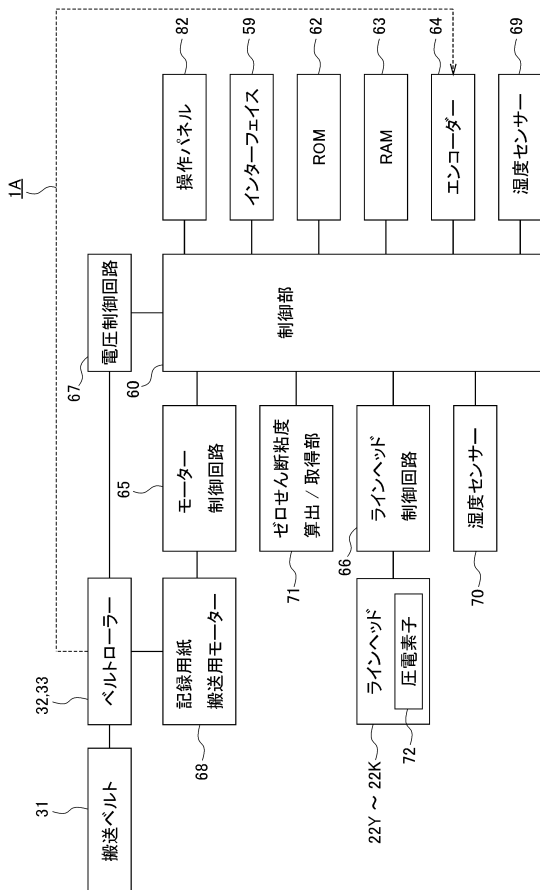 1A
31
搬送ベルト
32,33
ベルトローラー
67
電圧制御回路
68
記録用紙
搬送用モーター
65
モーター
制御回路
60
制御部
82
操作パネル
59
インターフェイス
71
ゼロせん断粘度
算出 / 取得部
62
ROM
63
RAM
22Y ～ 22K
ラインヘッド
72
圧電素子
66
ラインヘッド
制御回路
64
エンコーダー
70
湿度センサー
69
湿度センサー